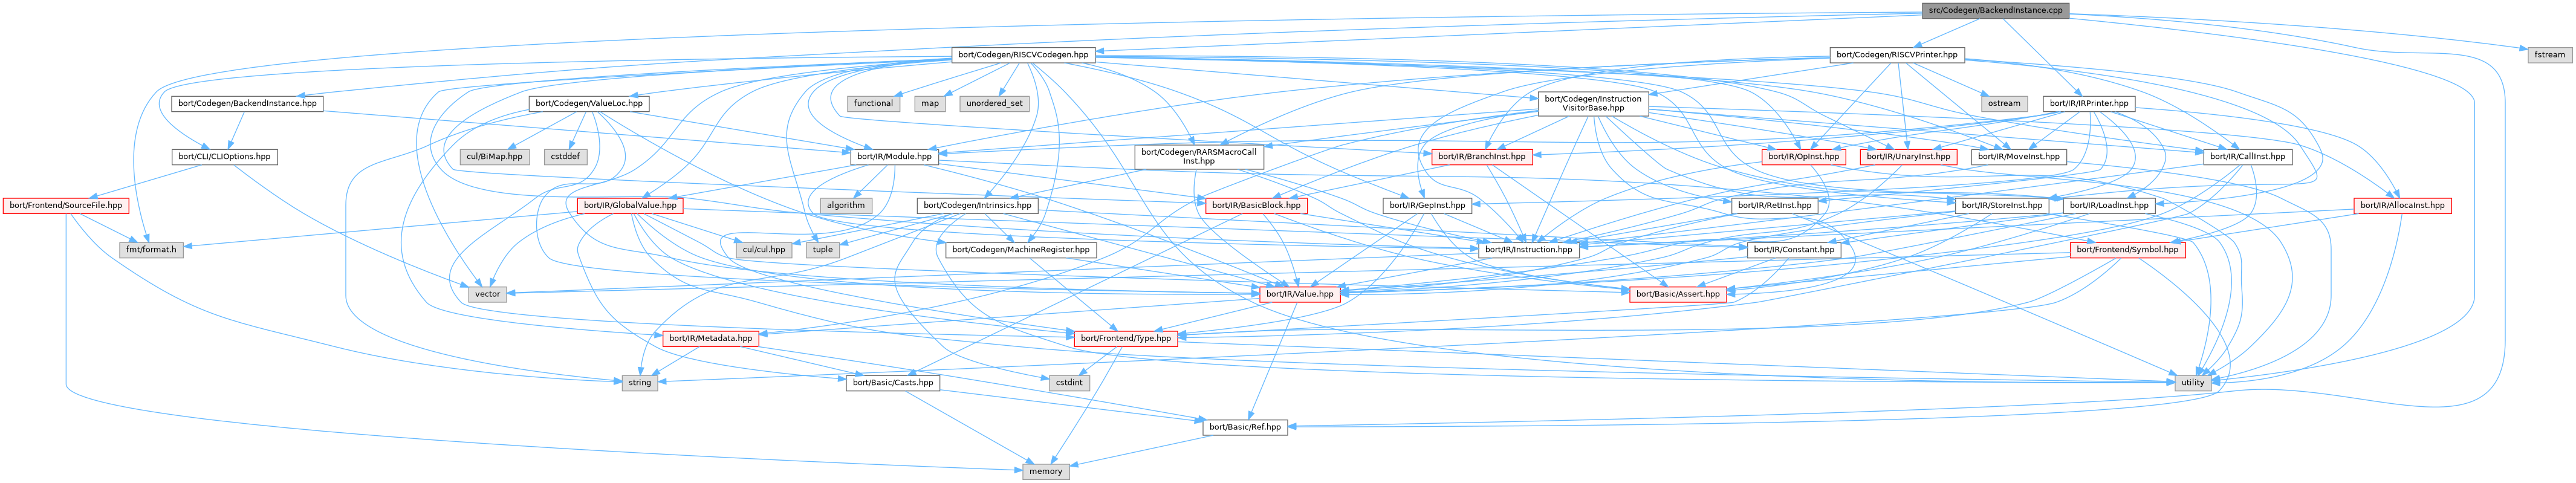 src/Codegen/BackendInstance.cpp
bort/Codegen/RISCVCodegen.hpp
bort/Codegen/RISCVPrinter.hpp
fstream
bort/Codegen/BackendInstance.hpp
bort/Codegen/ValueLoc.hpp
functional
map
unordered_set
bort/Codegen/Instruction
VisitorBase.hpp
ostream
bort/IR/IRPrinter.hpp
bort/CLI/CLIOptions.hpp
cul/BiMap.hpp
cstddef
bort/IR/Module.hpp
bort/Codegen/RARSMacroCall
Inst.hpp
bort/IR/BranchInst.hpp
bort/IR/OpInst.hpp
bort/IR/UnaryInst.hpp
bort/IR/MoveInst.hpp
bort/IR/CallInst.hpp
bort/Frontend/SourceFile.hpp
bort/IR/GlobalValue.hpp
algorithm
bort/Codegen/Intrinsics.hpp
bort/IR/BasicBlock.hpp
bort/IR/GepInst.hpp
bort/IR/RetInst.hpp
bort/IR/StoreInst.hpp
bort/IR/LoadInst.hpp
bort/IR/AllocaInst.hpp
fmt/format.h
cul/cul.hpp
tuple
bort/Codegen/MachineRegister.hpp
bort/IR/Instruction.hpp
bort/IR/Constant.hpp
bort/Frontend/Symbol.hpp
vector
bort/IR/Value.hpp
bort/Basic/Assert.hpp
bort/IR/Metadata.hpp
bort/Frontend/Type.hpp
string
bort/Basic/Casts.hpp
cstdint
utility
bort/Basic/Ref.hpp
memory